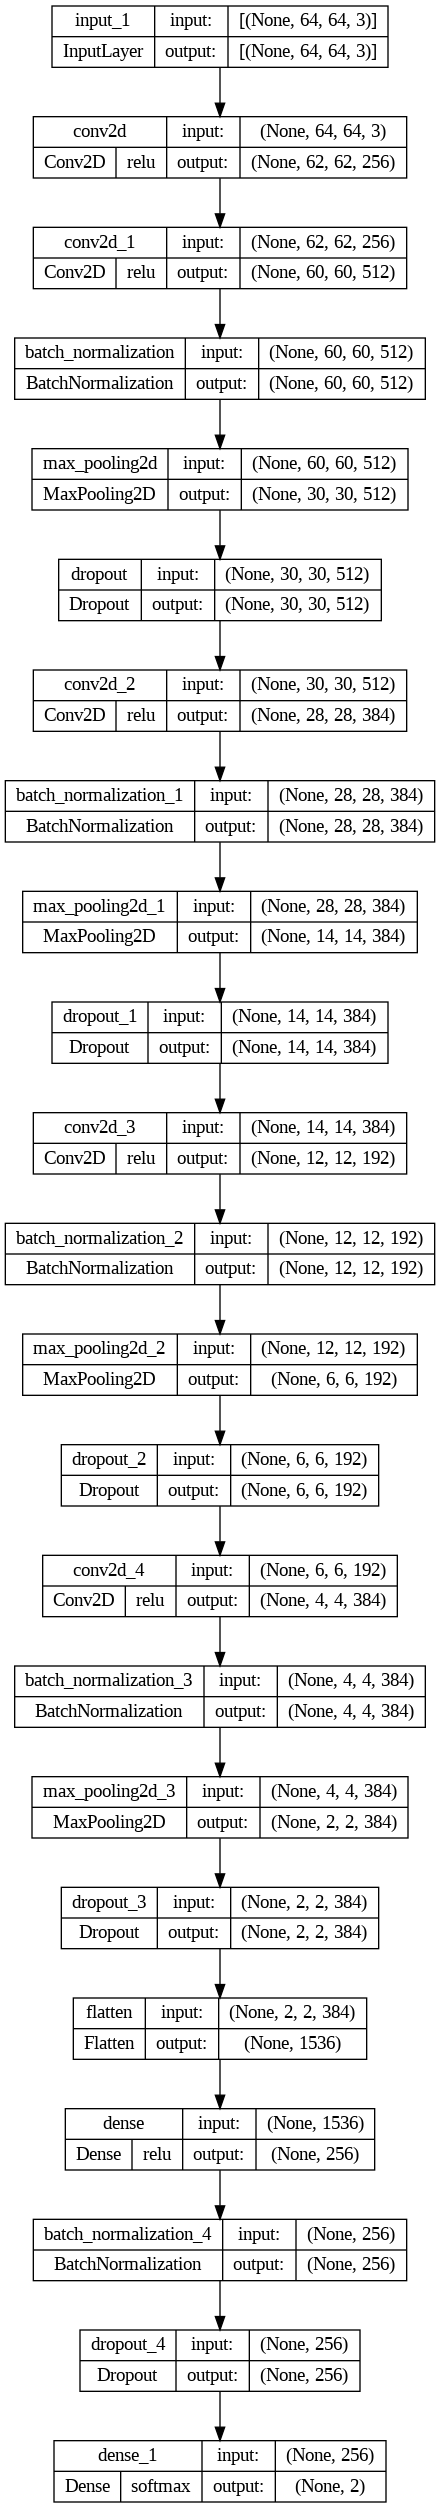 input_1 input: [(None, 64, 64, 3)]
InputLayer output: [(None, 64, 64, 3)]
conv2d input: (None, 64, 64, 3)
Conv2D relu output: (None, 62, 62, 256)
conv2d_1 input: (None, 62, 62, 256)
Conv2D relu output: (None, 60, 60, 512)
batch_normalization input: (None, 60, 60, 512)
BatchNormalization output: (None, 60, 60, 512)
max_pooling2d input: (None, 60, 60, 512)
MaxPooling2D output: (None, 30, 30, 512)
dropout input: (None, 30, 30, 512)
Dropout output: (None, 30, 30, 512)
conv2d_2 input: (None, 30, 30, 512)
Conv2D relu output: (None, 28, 28, 384)
batch_normalization_1 input: (None, 28, 28, 384)
BatchNormalization output: (None, 28, 28, 384)
max_pooling2d_1 input: (None, 28, 28, 384)
MaxPooling2D output: (None, 14, 14, 384)
dropout_1 input: (None, 14, 14, 384)
Dropout output: (None, 14, 14, 384)
conv2d_3 input: (None, 14, 14, 384)
Conv2D relu output: (None, 12, 12, 192)
batch_normalization_2 input: (None, 12, 12, 192)
BatchNormalization output: (None, 12, 12, 192)
max_pooling2d_2 input: (None, 12, 12, 192)
MaxPooling2D output: (None, 6, 6, 192)
dropout_2 input: (None, 6, 6, 192)
Dropout output: (None, 6, 6, 192)
conv2d_4 input: (None, 6, 6, 192)
Conv2D relu output: (None, 4, 4, 384)
batch_normalization_3 input: (None, 4, 4, 384)
BatchNormalization output: (None, 4, 4, 384)
max_pooling2d_3 input: (None, 4, 4, 384)
MaxPooling2D output: (None, 2, 2, 384)
dropout_3 input: (None, 2, 2, 384)
Dropout output: (None, 2, 2, 384)
flatten input: (None, 2, 2, 384)
Flatten output: (None, 1536)
dense input: (None, 1536)
Dense relu output: (None, 256)
batch_normalization_4 input: (None, 256)
BatchNormalization output: (None, 256)
dropout_4 input: (None, 256)
Dropout output: (None, 256)
dense_1 input: (None, 256)
Dense softmax output: (None, 2)